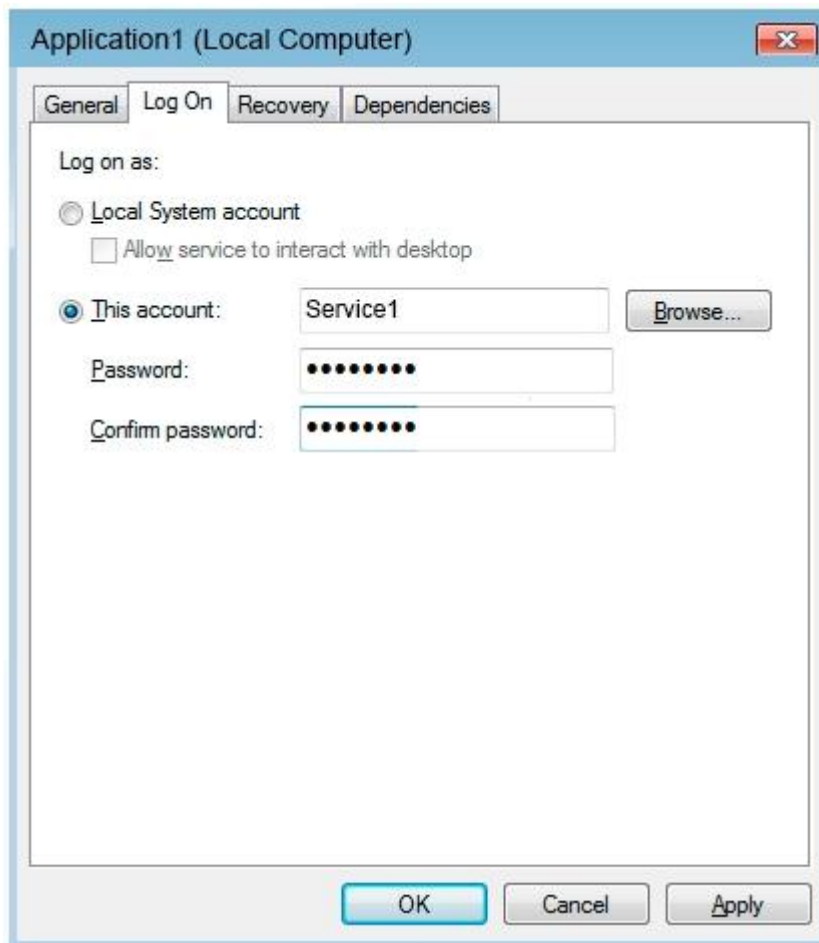 Application1 (Local Computer)
General Log On Recovery Dependencies
Log on as:
Local System account
Allow service to interact with desktop
This account: Service1 Browse...
Password: ••••••••
Confirm password: ••••••••
OK Cancel Apply